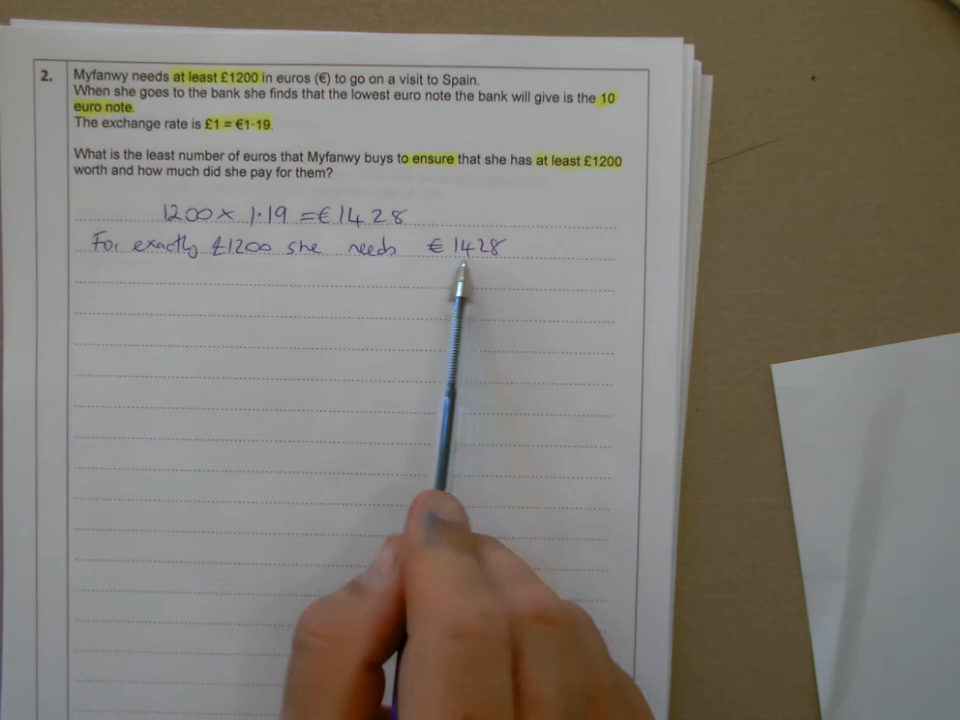 2. Myfanwy needs at least £1200 in euros (€) to go on a visit to Spain.
When she goes to the bank she finds that the lowest euro note the bank will give is the 10
euro note.
The exchange rate is £1 = €1·19.
What is the least number of euros that Myfanwy buys to ensure that she has at least £1200
worth and how much did she pay for them?
1200 × 1·19 = € 1428
For exactly £1200 she needs € 1428